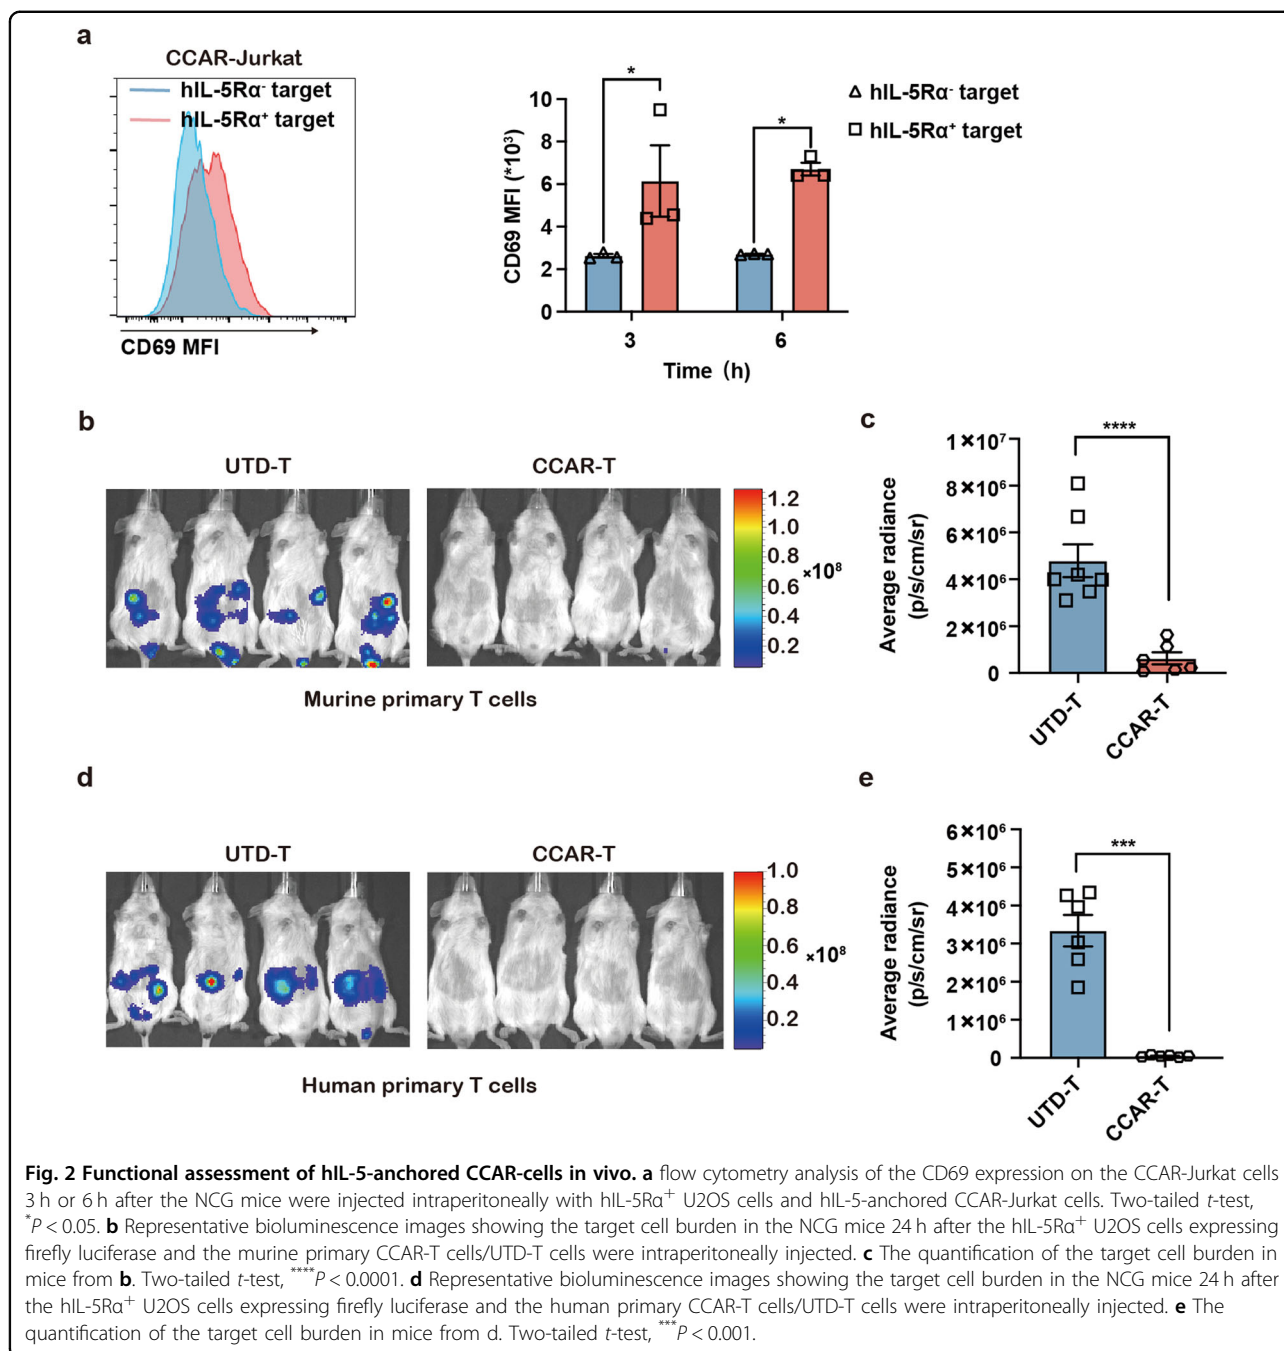 a
CCAR-Jurkat
hIL-5Rα⁻ target
hIL-5Rα⁺ target
CD69 MFI
CD69 MFI (*10³)
10
8
6
4
2
0
*
*
3
6
Time (h)
hIL-5Rα⁻ target
hIL-5Rα⁺ target
b
UTD-T
CCAR-T
1.2
1.0
0.8
0.6
0.4
0.2
×10⁸
Murine primary T cells
c
Average radiance
(p/s/cm/sr)
1×10⁷
8×10⁶
6×10⁶
4×10⁶
2×10⁶
0
****
UTD-T
CCAR-T
d
UTD-T
CCAR-T
1.0
0.8
0.6
0.4
0.2
×10⁸
Human primary T cells
e
Average radiance
(p/s/cm/sr)
6×10⁶
5×10⁶
4×10⁶
3×10⁶
2×10⁶
1×10⁶
0
***
UTD-T
CCAR-T
Fig. 2 Functional assessment of hIL-5-anchored CCAR-cells in vivo. a flow cytometry analysis of the CD69 expression on the CCAR-Jurkat cells
3 h or 6 h after the NCG mice were injected intraperitoneally with hIL-5Rα⁺ U2OS cells and hIL-5-anchored CCAR-Jurkat cells. Two-tailed t-test,
*P < 0.05. b Representative bioluminescence images showing the target cell burden in the NCG mice 24 h after the hIL-5Rα⁺ U2OS cells expressing
firefly luciferase and the murine primary CCAR-T cells/UTD-T cells were intraperitoneally injected. c The quantification of the target cell burden in
mice from b. Two-tailed t-test, ****P < 0.0001. d Representative bioluminescence images showing the target cell burden in the NCG mice 24 h after
the hIL-5Rα⁺ U2OS cells expressing firefly luciferase and the human primary CCAR-T cells/UTD-T cells were intraperitoneally injected. e The
quantification of the target cell burden in mice from d. Two-tailed t-test, ***P < 0.001.